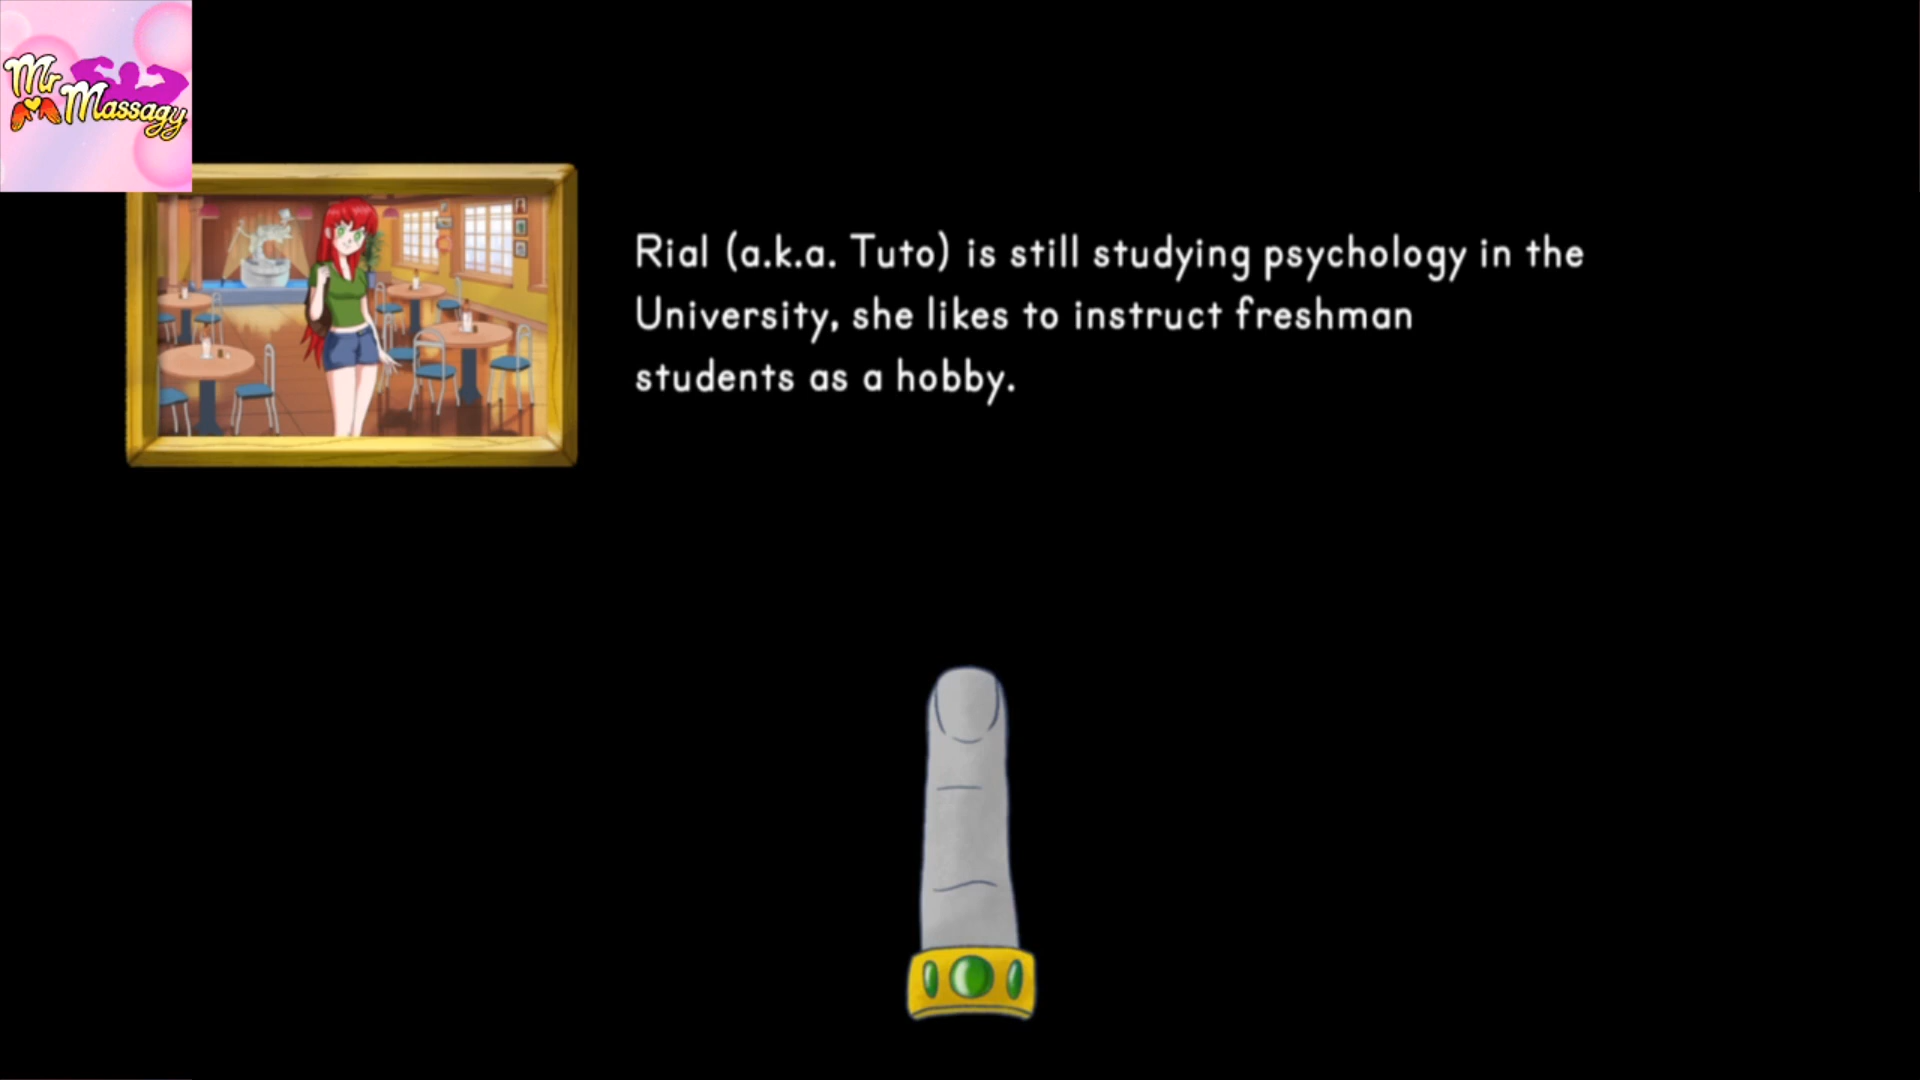 Mr
Massagy
Rial (a.k.a. Tuto) is still studying psychology in the
University, she likes to instruct freshman
students as a hobby.